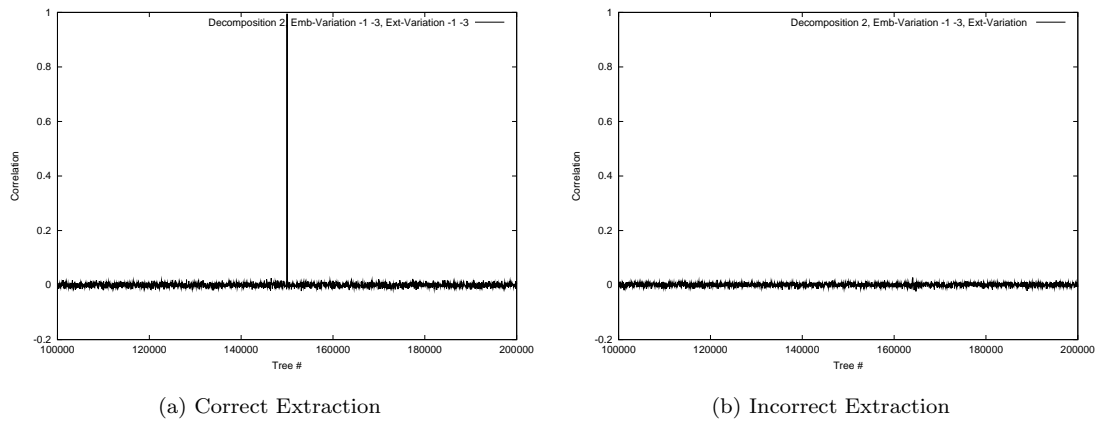 Decomposition 2, Emb-Variation -1 -3, Ext-Variation -1 -3
1
0.8
0.6
0.4
0.2
0
-0.2
Correlation
100000 120000 140000 160000 180000 200000
Tree #
(a) Correct Extraction
Decomposition 2, Emb-Variation -1 -3, Ext-Variation
1
0.8
0.6
0.4
0.2
0
-0.2
Correlation
100000 120000 140000 160000 180000 200000
Tree #
(b) Incorrect Extraction